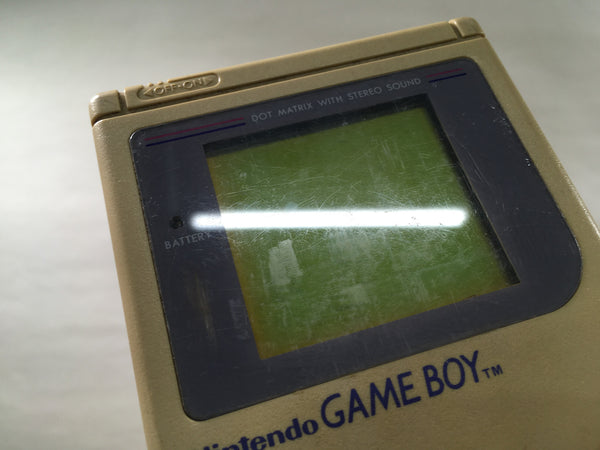 OFF•ON
DOT MATRIX WITH STEREO SOUND
BATTERY
Nintendo GAME BOY™